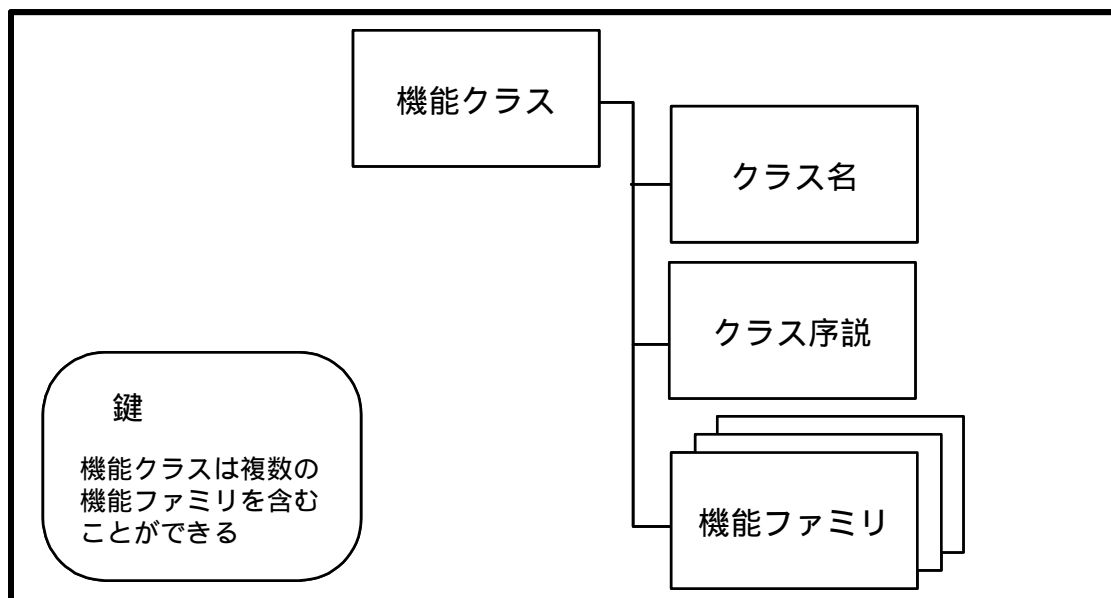 機能クラス
クラス名
クラス序説
機能ファミリ
鍵
機能クラスは複数の
機能ファミリを含む
ことができる